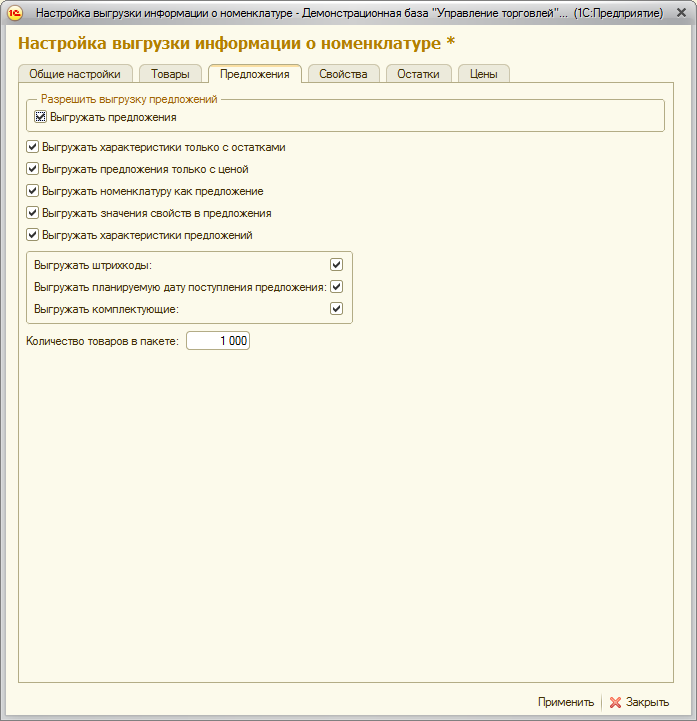 Настройка выгрузки информации о номенклатуре - Демонстрационная база "Управление торговлей"... (1С:Предприятие)
Настройка выгрузки информации о номенклатуре *
Общие настройки Товары Предложения Свойства Остатки Цены
Разрешить выгрузку предложений
Выгружать предложения
Выгружать характеристики только с остатками
Выгружать предложения только с ценой
Выгружать номенклатуру как предложение
Выгружать значения свойств в предложения
Выгружать характеристики предложений
Выгружать штрихкоды:
Выгружать планируемую дату поступления предложения:
Выгружать комплектующие:
Количество товаров в пакете: 1 000
Применить Закрыть